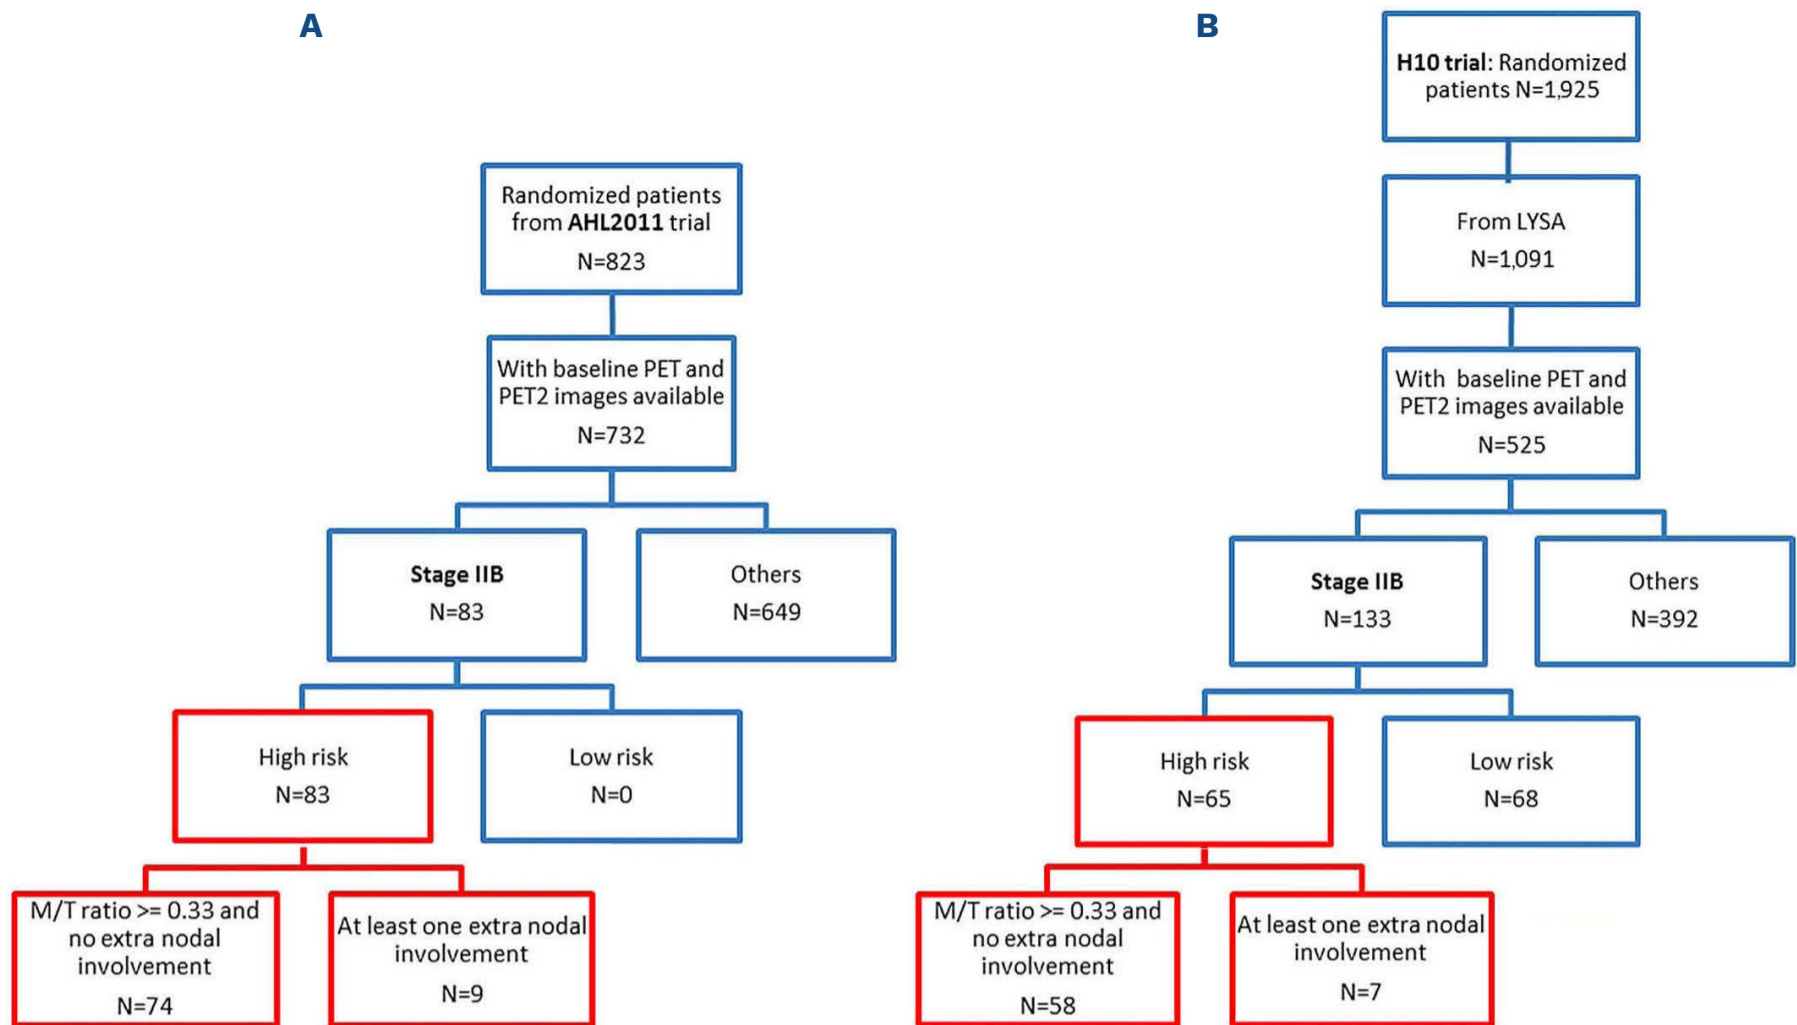 A
Randomized patients
from AHL2011 trial
N=823
With baseline PET and
PET2 images available
N=732
Stage IIB
N=83
Others
N=649
High risk
N=83
Low risk
N=0
M/T ratio >= 0.33 and
no extra nodal
involvement
N=74
At least one extra nodal
involvement
N=9
B
H10 trial: Randomized
patients N=1,925
From LYSA
N=1,091
With baseline PET and
PET2 images available
N=525
Stage IIB
N=133
Others
N=392
High risk
N=65
Low risk
N=68
M/T ratio >= 0.33 and
no extra nodal
involvement
N=58
At least one extra nodal
involvement
N=7